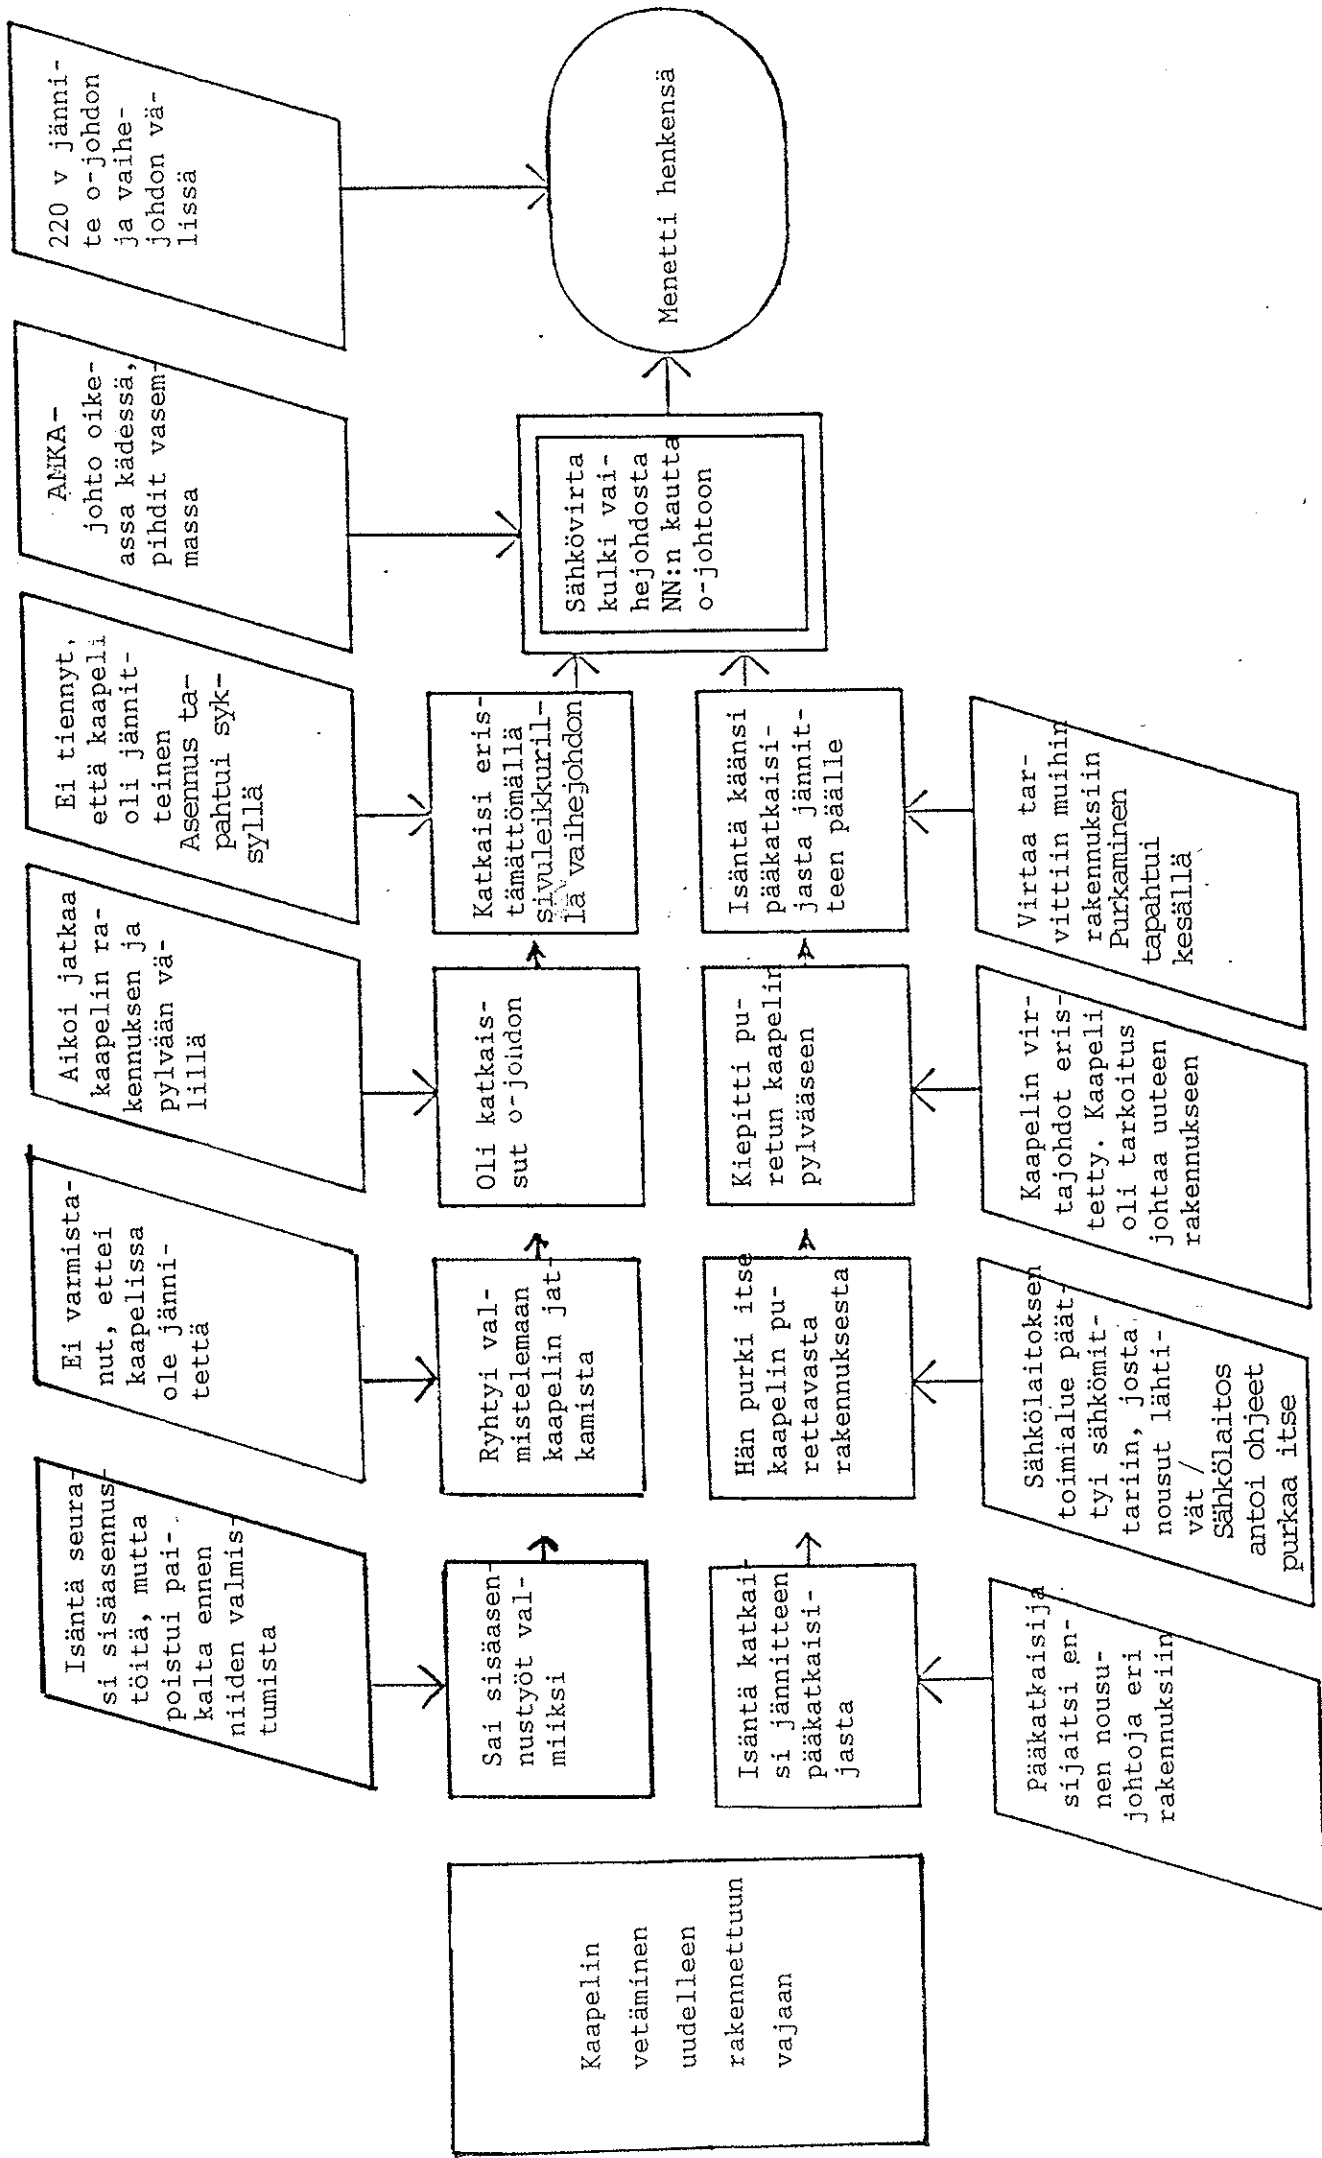 Isäntä seura-
si sisäasennus-
töitä, mutta
poistui pai-
kalta ennen
niiden valmis-
tumista
Ei varmista-
nut, ettei
kaapelissa
ole jänni-
tettä
Aikoi jatkaa
kaapelin ra-
kennuksen ja
pylvään vä-
lillä
Ei tiennyt,
että kaapeli
oli jännit-
teinen
Asennus ta-
pahtui syk-
syllä
AMKA-
johto oike-
assa kädessä,
pihdit vasem-
massa
220 v jänni-
te o-johdon
ja vaihe-
johdon vä-
lissä
Sai sisäasen-
nustyöt val-
miiksi
Ryhtyi val-
mistelemaan
kaapelin jat-
kamista
Oli katkais-
sut o-johdon
Katkaisi eris-
tämättömällä
sivuleikkuril-
la vaihejohdon
Sähkövirta
kulki vai-
hejohdosta
NN:n kautta
o-johtoon
Menetti henkensä
Kaapelin
vetäminen
uudelleen
rakennettuun
vajaan
Isäntä katkai-
si jännitteen
pääkatkaisi-
jasta
Hän purki itse
kaapelin pu-
rettavasta
rakennuksesta
Kiepitti pu-
retun kaapelin
pylvääseen
Isäntä käänsi
pääkatkaisi-
jasta jännit-
teen päälle
Pääkatkaisija
sijaitsi en-
nen nousu-
johtoja eri
rakennuksiin
Sähkölaitoksen
toimialue päät-
tyi sähkömit-
tariin, josta
nousut lähti-
vät /
Sähkölaitos
antoi ohjeet
purkaa itse
Kaapelin vir-
tajohdot eris-
tetty. Kaapeli
oli tarkoitus
johtaa uuteen
rakennukseen
Virtaa tar-
vittiin muihin
rakennuksiin
Purkaminen
tapahtui
kesällä